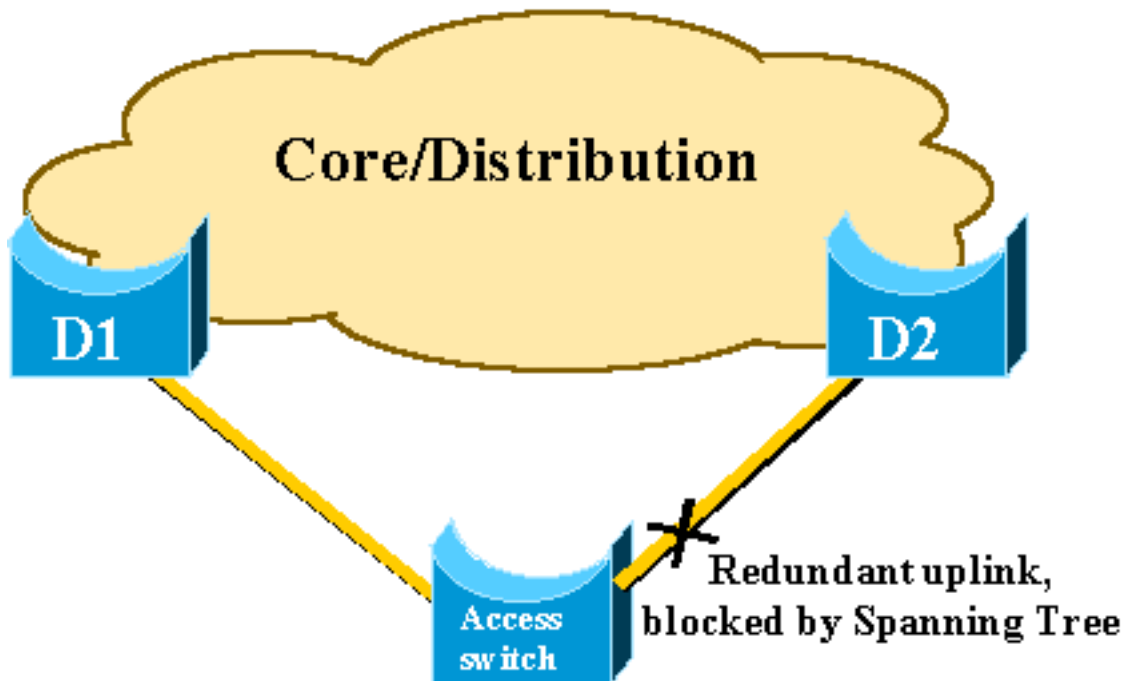 Core/Distribution
D1
D2
Access
switch
Redundant uplink,
blocked by Spanning Tree